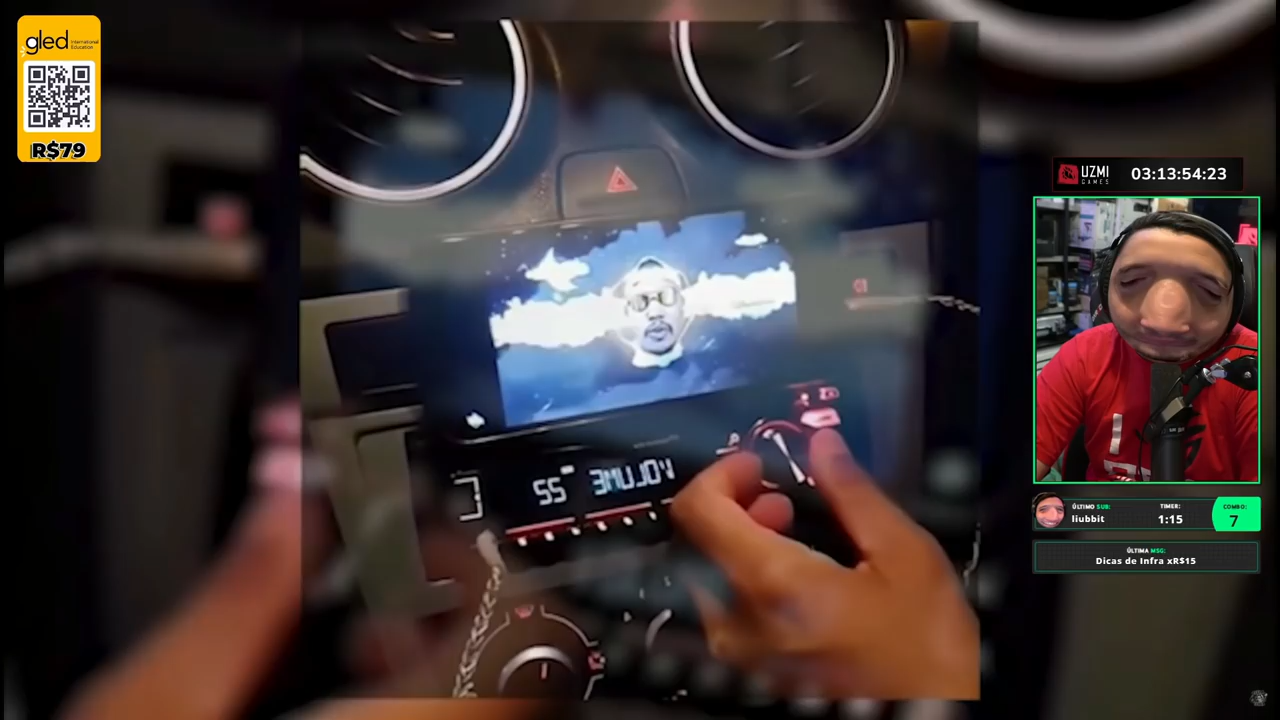 gled
International
Education
R$79
UZMI
GAMES
03:13:54:23
55
VOLUME
ÚLTIMO SUB:
liubbit
TIMER:
1:15
COMBO:
7
ÚLTIMA MSG:
Dicas de Infra xR$15